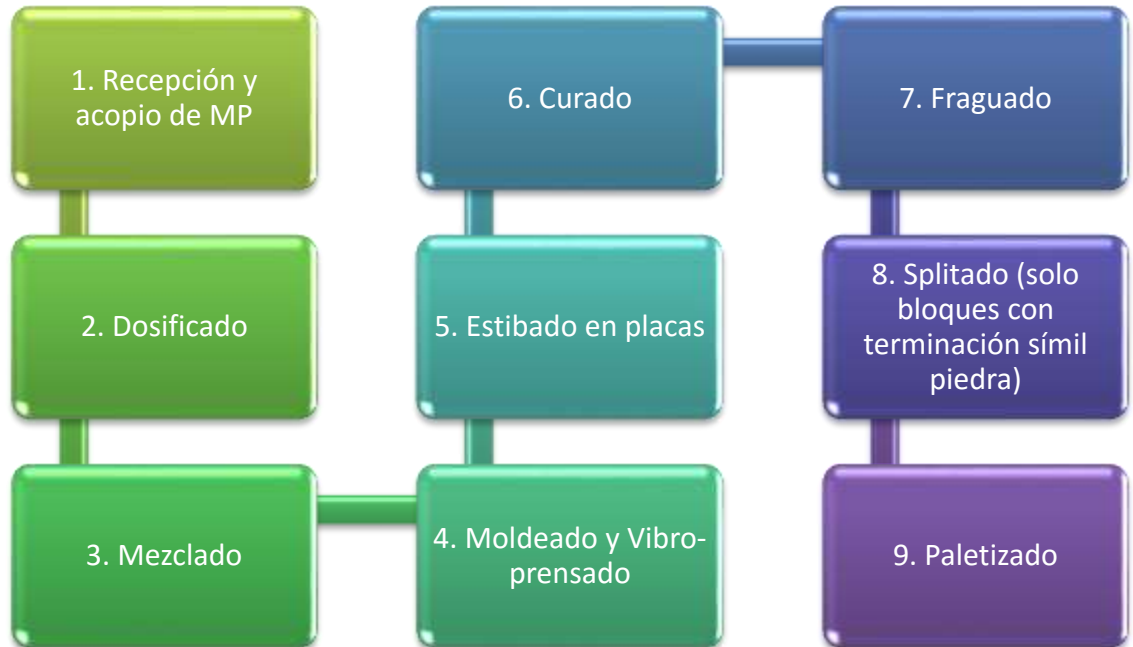 1. Recepción y
acopio de MP
2. Dosificado
3. Mezclado
4. Moldeado y Vibro-
prensado
5. Estibado en placas
6. Curado
7. Fraguado
8. Splitado (solo
bloques con
terminación símil
piedra)
9. Paletizado